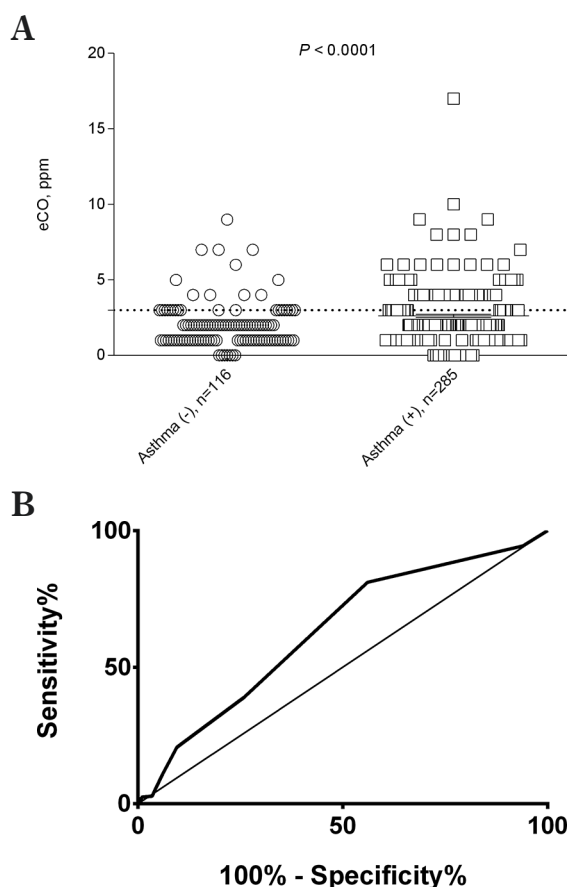 A
P < 0.0001
20
15
10
5
0
eCO, ppm
Asthma (-), n=116
Asthma (+), n=285
B
100
50
0
Sensitivity%
0
50
100
100% - Specificity%